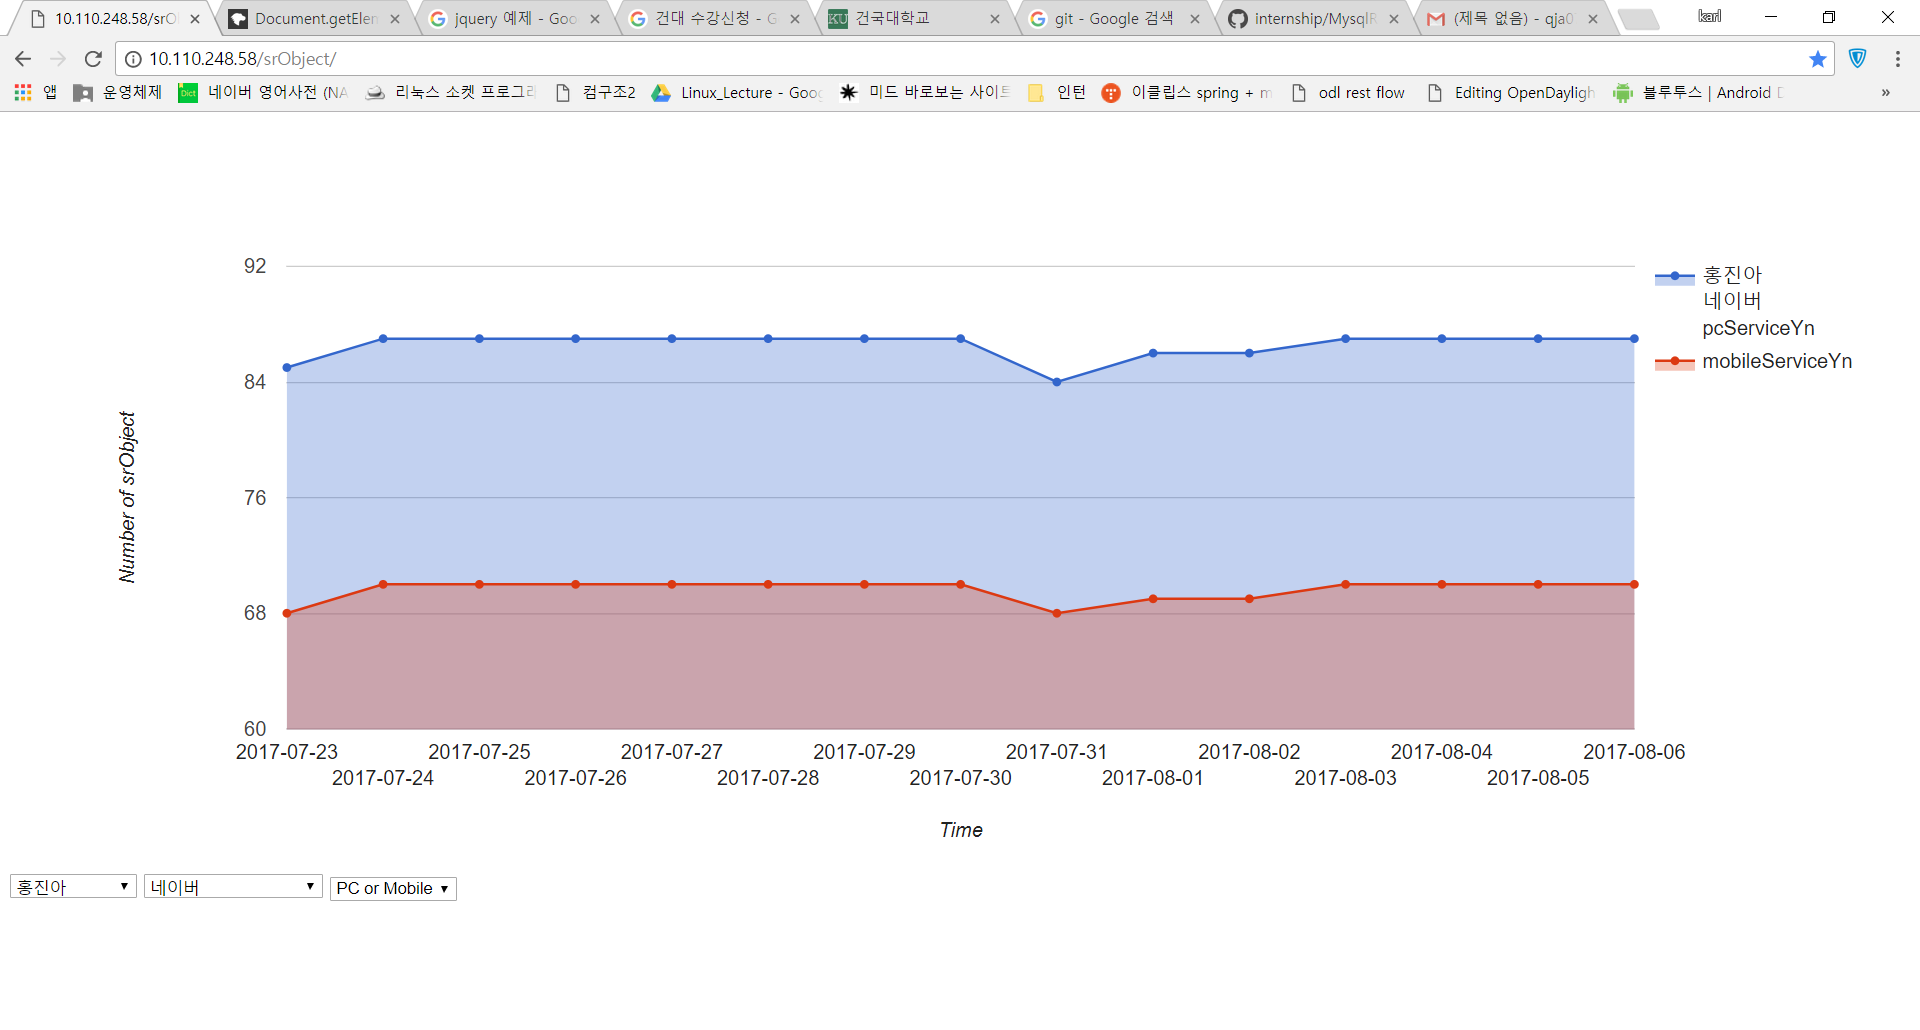 10.110.248.58/srO
Document.getElem
jquery 예제 - Goo
건대 수강신청 - G
KU 건국대학교
git - Google 검색
internship/MysqlR
(제목 없음) - qja0
karl
10.110.248.58/srObject/
앱
운영체제
Dict 네이버 영어사전 (NA
리눅스 소켓 프로그래
컴구조2
Linux_Lecture - Goog
미드 바로보는 사이트
인턴
이클립스 spring + m
odl rest flow
Editing OpenDayligh
블루투스 | Android D
»
92
84
76
68
60
Number of srObject
홍진아
네이버
pcServiceYn
mobileServiceYn
2017-07-23 2017-07-25 2017-07-27 2017-07-29 2017-07-31 2017-08-02 2017-08-04 2017-08-06
2017-07-24 2017-07-26 2017-07-28 2017-07-30 2017-08-01 2017-08-03 2017-08-05
Time
홍진아 네이버 PC or Mobile